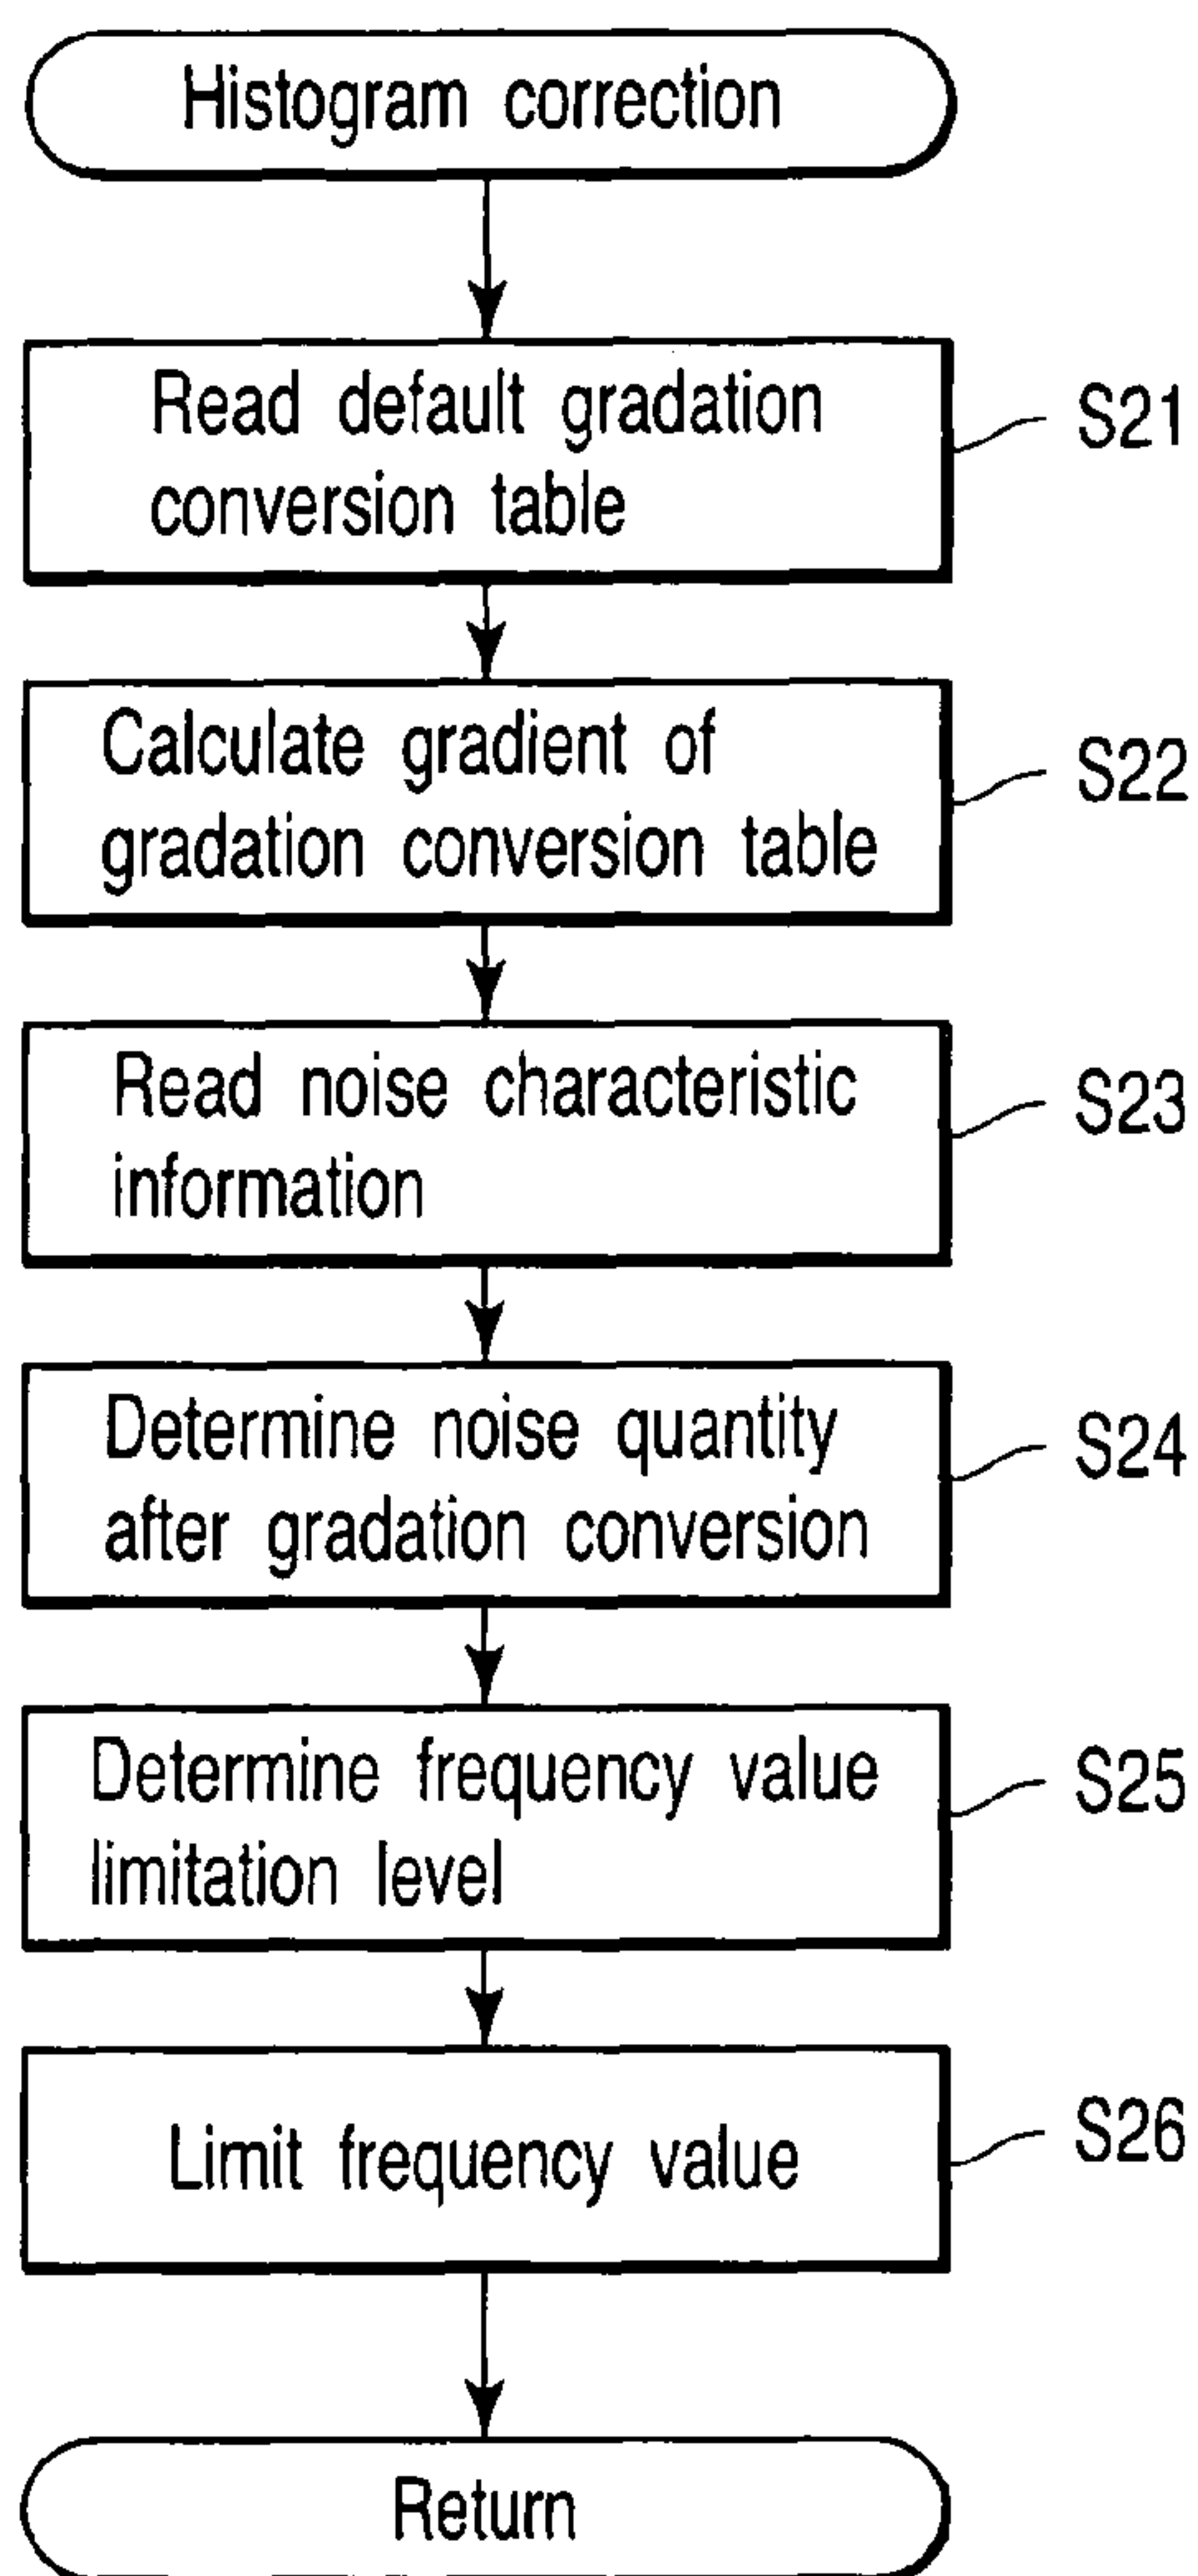 Histogram correction
Read default gradation
conversion table
S21
Calculate gradient of
gradation conversion table
S22
Read noise characteristic
information
S23
Determine noise quantity
after gradation conversion
S24
Determine frequency value
limitation level
S25
Limit frequency value
S26
Return